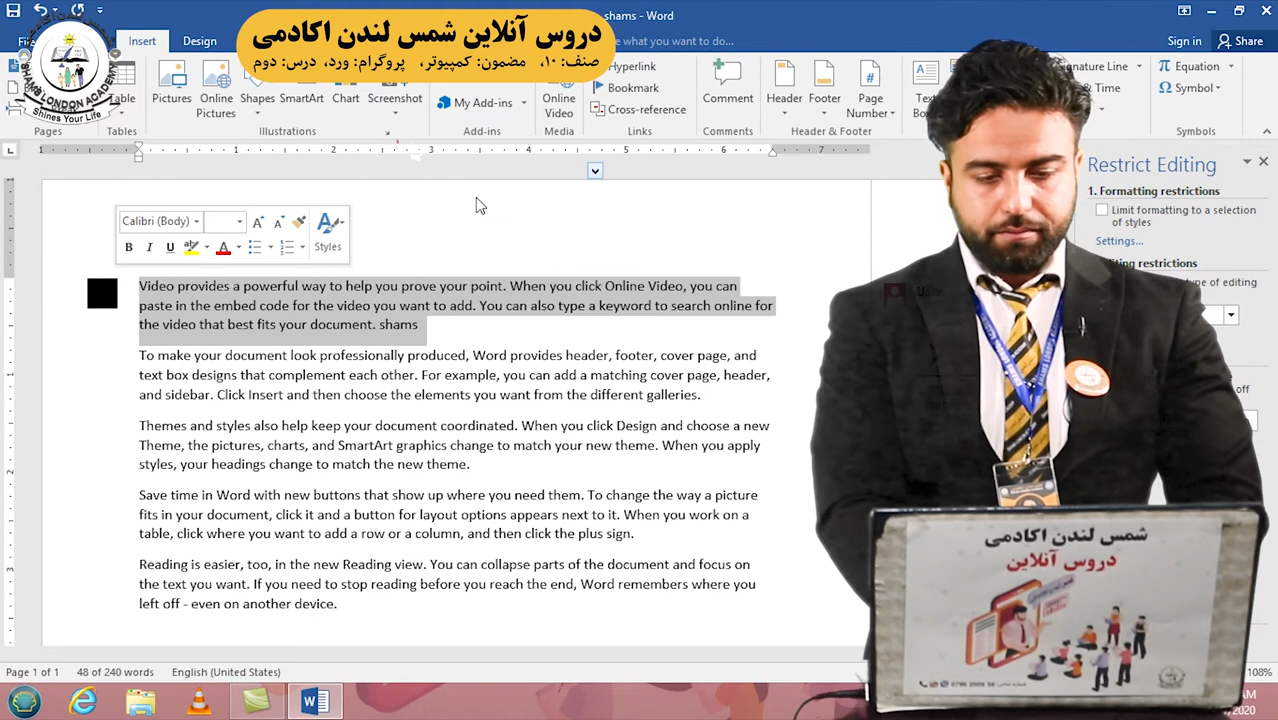 shams - Word
دروس آنلاین شمس لندن اکادمی
صنف: ۱۰، مضمون: کمپیوتر، پروگرام: ورد، درس: دوم
SHAMS LONDON ACADEMY
Shines Your Life
Insert
Design
what you want to do...
Sign in
Share
Table
Pictures
Online Pictures
Shapes
SmartArt
Chart
Screenshot
My Add-ins
Online Video
Hyperlink
Bookmark
Cross-reference
Comment
Header
Footer
Page Number
Signature Line
& Time
Equation
Symbol
Pages
Tables
Illustrations
Add-ins
Media
Links
Comments
Header & Footer
Symbols
1 1 2 3 4 5 6 7
Calibri (Body)
B I U
Styles
Video provides a powerful way to help you prove your point. When you click Online Video, you can
paste in the embed code for the video you want to add. You can also type a keyword to search online for
the video that best fits your document. shams
To make your document look professionally produced, Word provides header, footer, cover page, and
text box designs that complement each other. For example, you can add a matching cover page, header,
and sidebar. Click Insert and then choose the elements you want from the different galleries.
Themes and styles also help keep your document coordinated. When you click Design and choose a new
Theme, the pictures, charts, and SmartArt graphics change to match your new theme. When you apply
styles, your headings change to match the new theme.
Save time in Word with new buttons that show up where you need them. To change the way a picture
fits in your document, click it and a button for layout options appears next to it. When you work on a
table, click where you want to add a row or a column, and then click the plus sign.
Reading is easier, too, in the new Reading view. You can collapse parts of the document and focus on
the text you want. If you need to stop reading before you reach the end, Word remembers where you
left off - even on another device.
Restrict Editing
1. Formatting restrictions
Limit formatting to a selection
of styles
Settings...
restrictions
شمس لندن اکادمی
دروس آنلاین
Page 1 of 1
48 of 240 words
English (United States)
108%